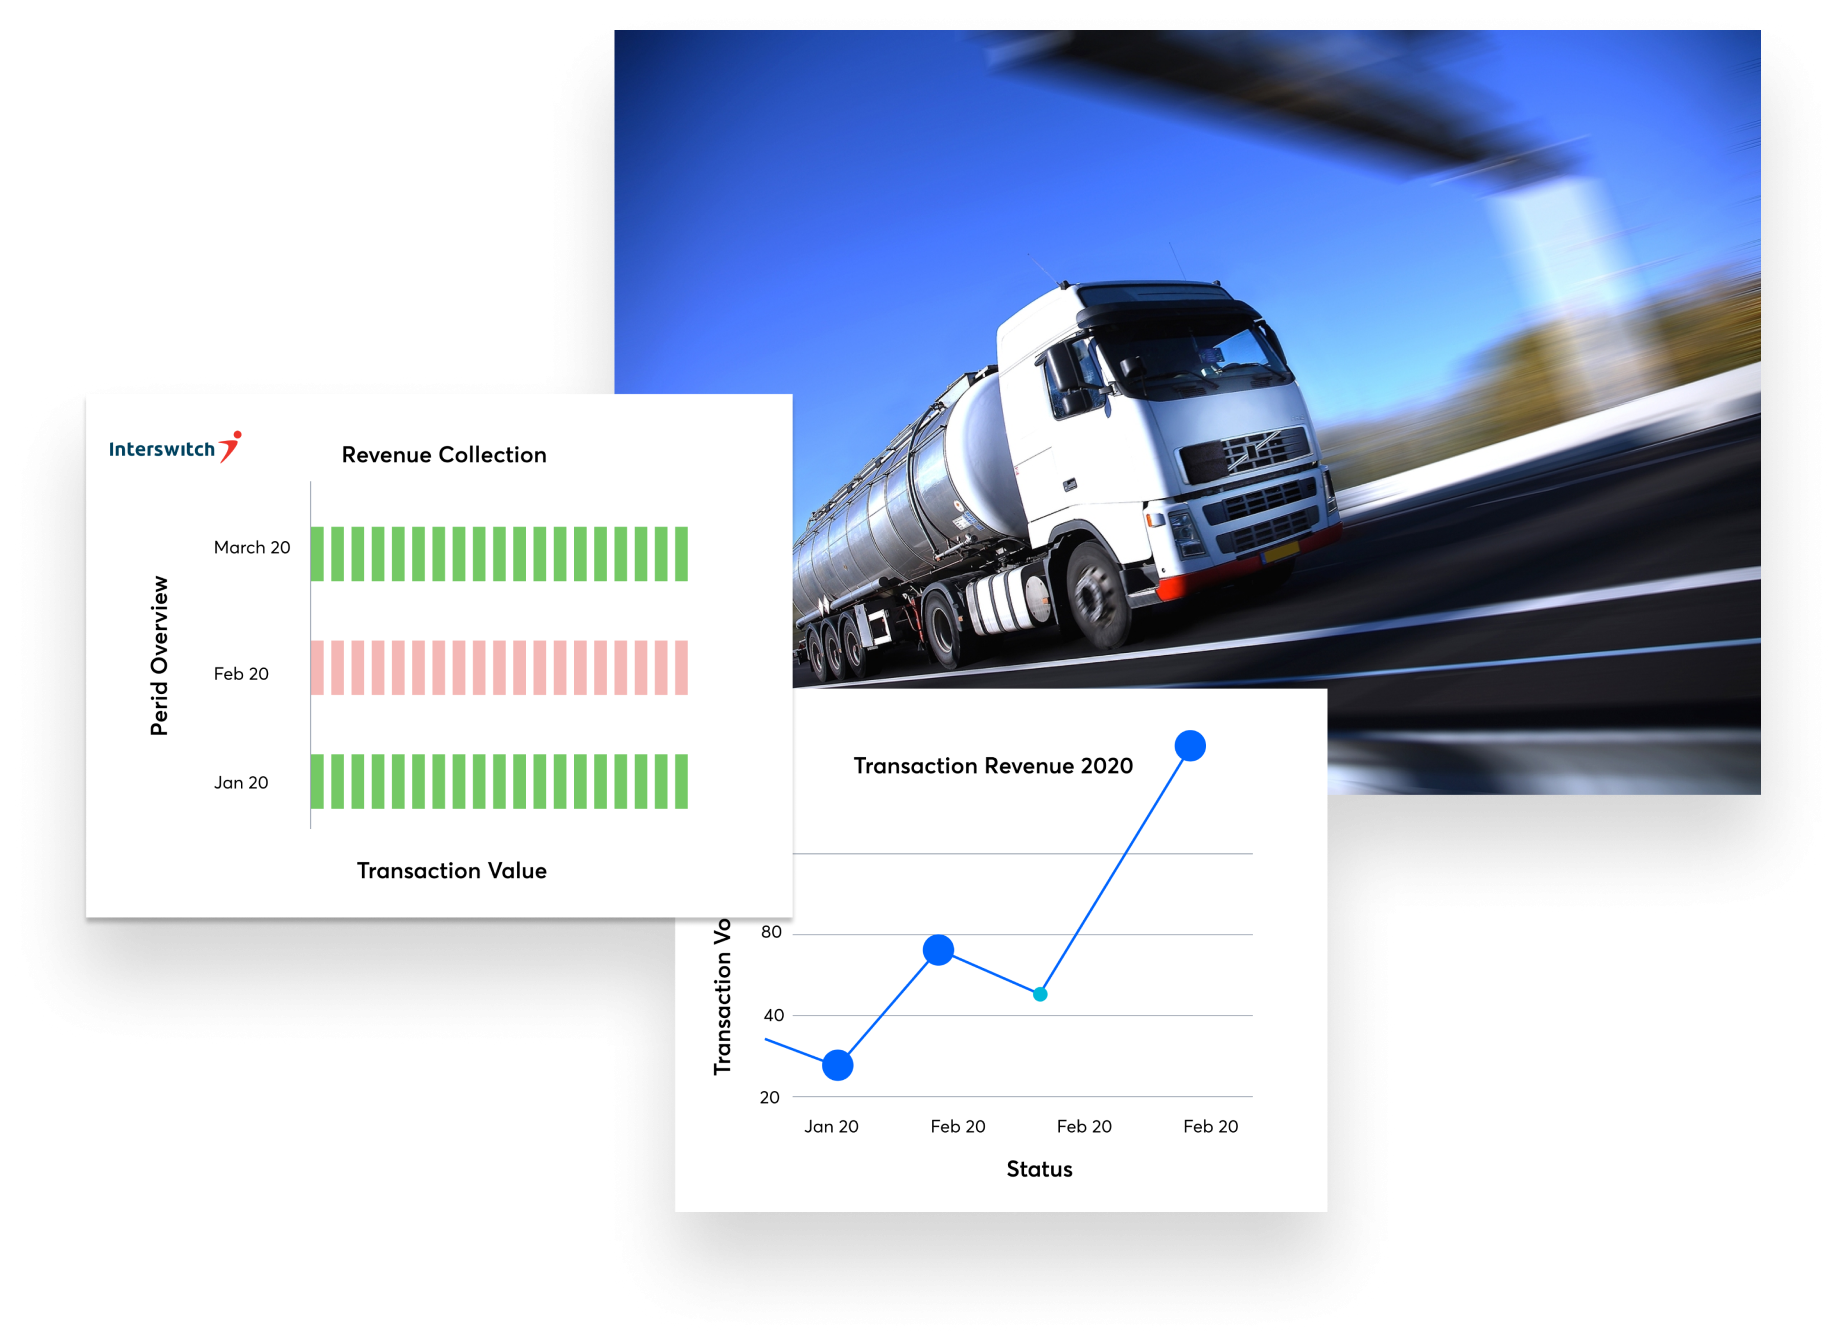 Interswitch
Revenue Collection
March 20
Feb 20
Jan 20
Perid Overview
Transaction Value
Transaction Revenue 2020
80
40
20
Transaction Vo
Jan 20
Feb 20
Feb 20
Feb 20
Status